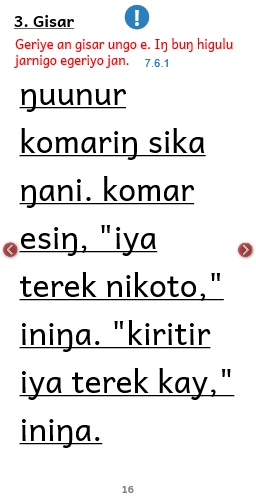 3. Gisar
Geriye an gisar ungo e. Iŋ buŋ higulu
jarnigo egeriyo jan. 7.6.1
ŋuunur
komariŋ sika
ŋani. komar
esiŋ, "iya
terek nikoto,"
iniŋa. "kiritir
iya terek kay,"
iniŋa.
16